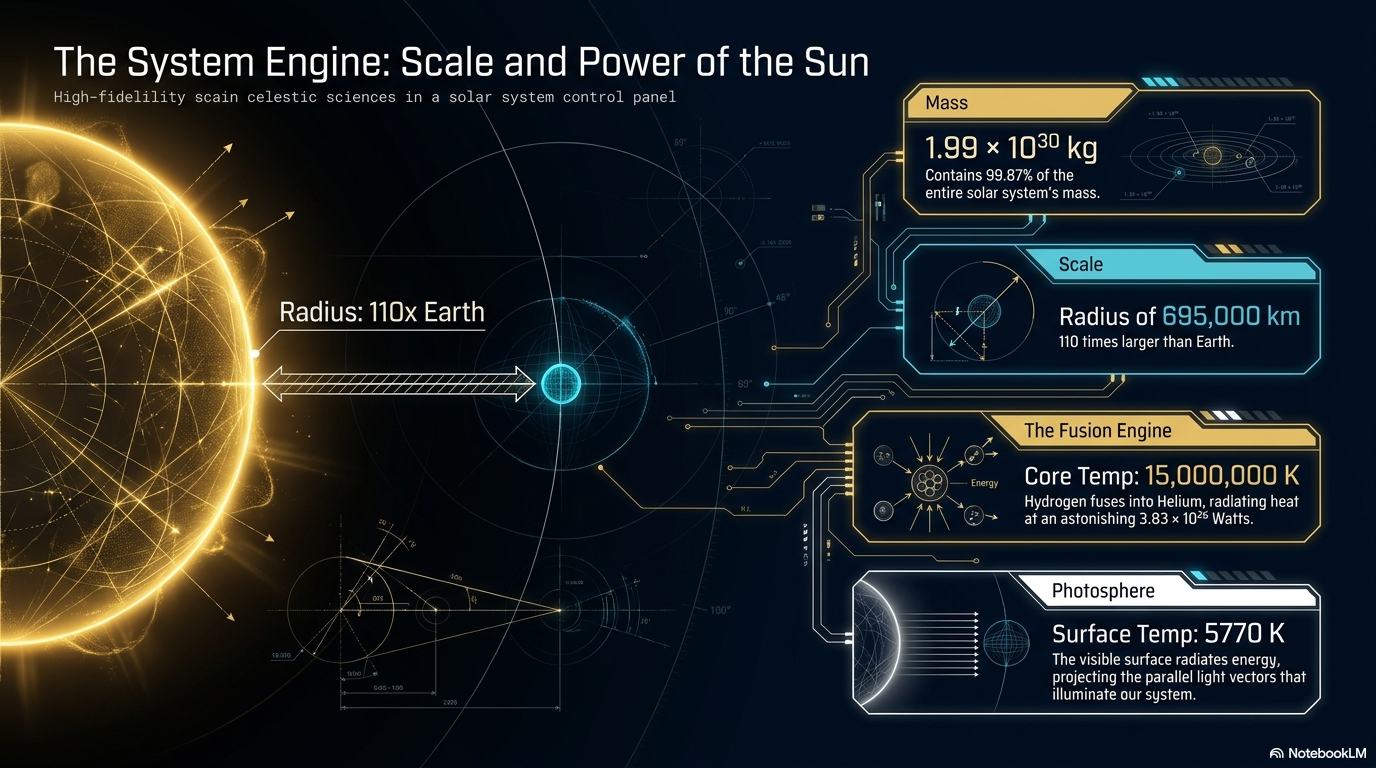 The System Engine: Scale and Power of the Sun
High-fidelility scain celestic sciences in a solar system control panel
Mass
1.99 × 10³⁰ kg
Contains 99.87% of the
entire solar system's mass.
Scale
Radius of 695,000 km
110 times larger than Earth.
Radius: 110x Earth
The Fusion Engine
Core Temp: 15,000,000 K
Energy
Hydrogen fuses into Helium, radiating heat
at an astonishing 3.83 × 10²⁶ Watts.
Photosphere
Surface Temp: 5770 K
The visible surface radiates energy,
projecting the parallel light vectors that
illuminate our system.
90°
100°
NotebookLM